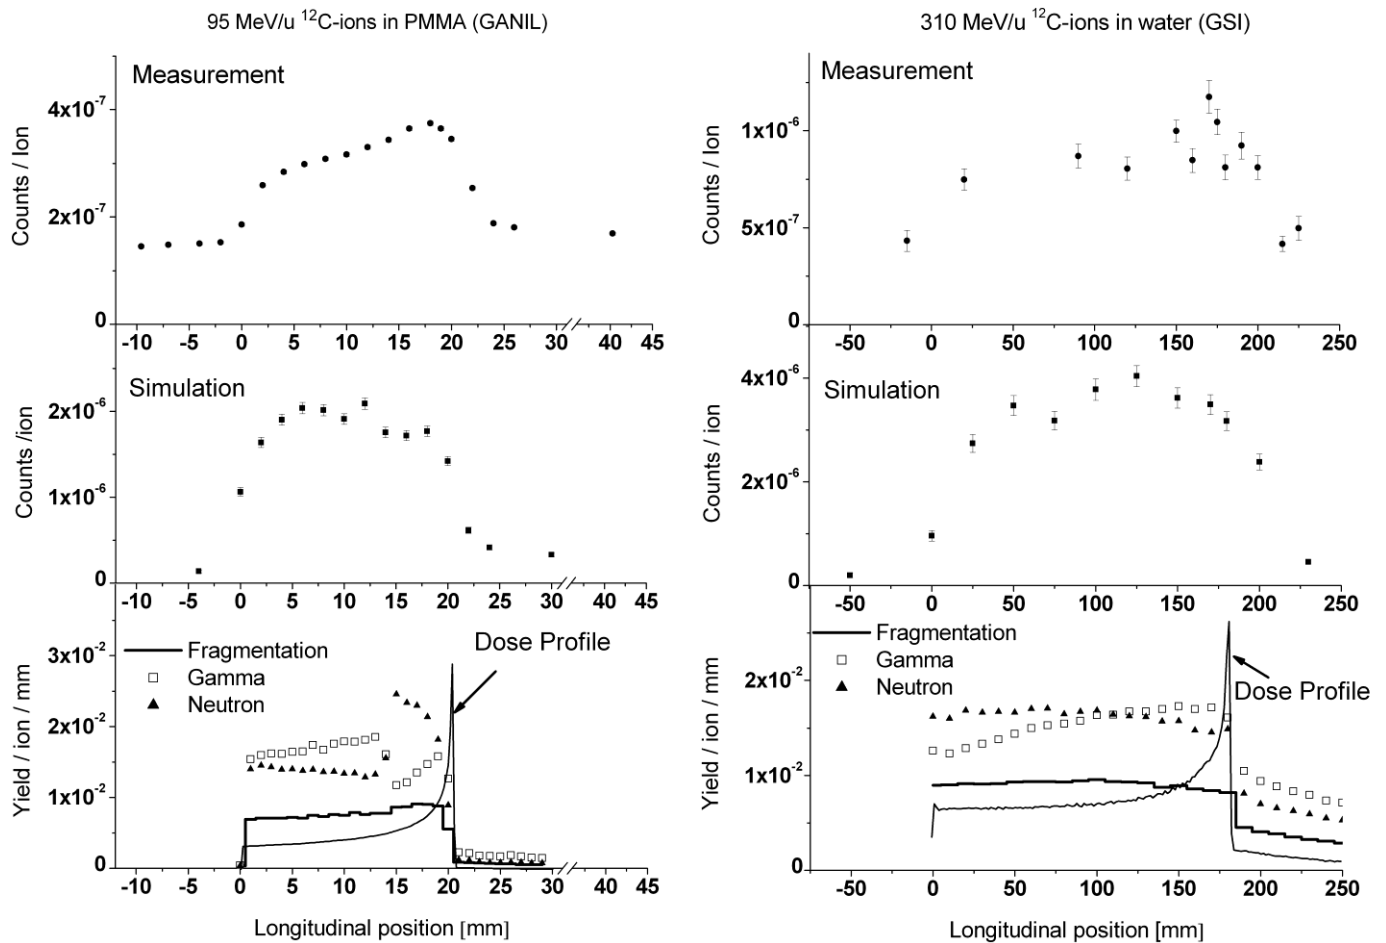 95 MeV/u ¹²C-ions in PMMA (GANIL)
Measurement
Counts / Ion
4x10⁻⁷
2x10⁻⁷
0
-10 -5 0 5 10 15 20 25 40 45
Simulation
Counts /ion
2x10⁻⁶
1x10⁻⁶
0
-10 -5 0 5 10 15 20 25 30 40 45
Fragmentation
Gamma
Neutron
Dose Profile
Yield / ion / mm
3x10⁻²
2x10⁻²
1x10⁻²
0
-10 -5 0 5 10 15 20 25 30 40 45
Longitudinal position [mm]
310 MeV/u ¹²C-ions in water (GSI)
Measurement
Counts / Ion
1x10⁻⁶
5x10⁻⁷
0
-50 0 50 100 150 200 250
Simulation
Counts / ion
4x10⁻⁶
2x10⁻⁶
0
-50 0 50 100 150 200 250
Fragmentation
Gamma
Neutron
Dose Profile
Yield / ion / mm
2x10⁻²
1x10⁻²
0
-50 0 50 100 150 200 250
Longitudinal position [mm]